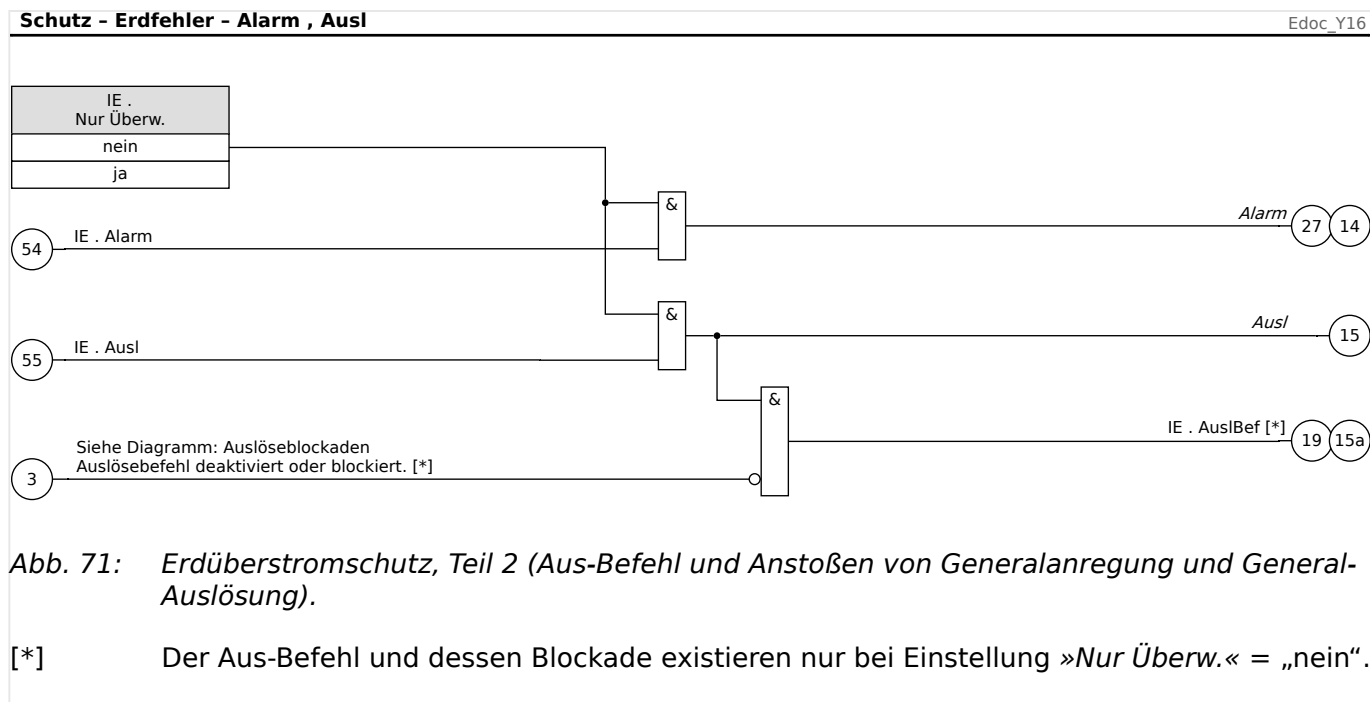 Schutz – Erdfehler – Alarm , Ausl
Edoc_Y16
IE .
Nur Überw.
nein
ja
&
Alarm
27
14
54
IE . Alarm
&
Ausl
15
55
IE . Ausl
&
IE . AuslBef [*]
19
15a
Siehe Diagramm: Auslöseblockaden
Auslösebefehl deaktiviert oder blockiert. [*]
3
Abb. 71: Erdüberstromschutz, Teil 2 (Aus-Befehl und Anstoßen von Generalanregung und General-
Auslösung).
[*] Der Aus-Befehl und dessen Blockade existieren nur bei Einstellung »Nur Überw.« = „nein“.